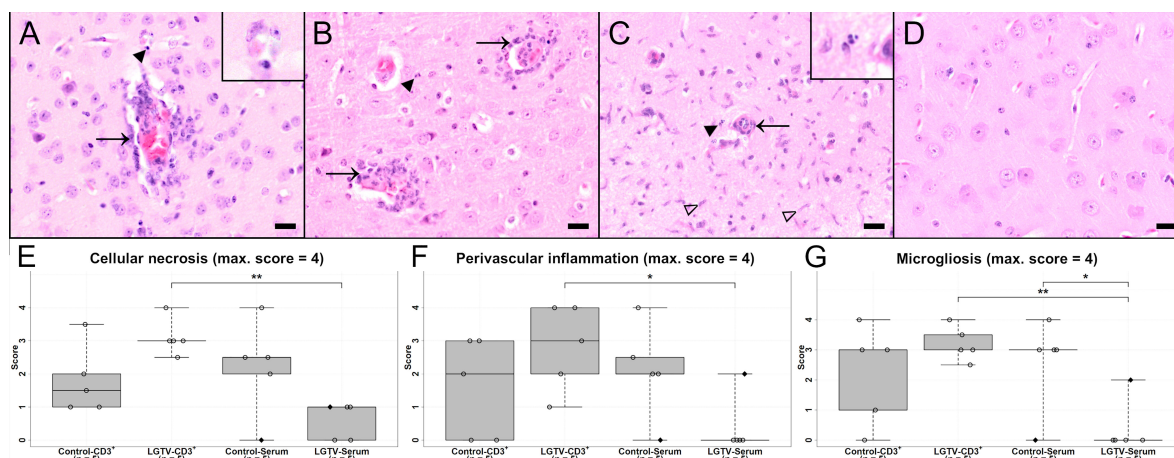 A
B
C
D
E
Cellular necrosis (max. score = 4)
**
4
3
2
1
0
Score
Control-CD3⁺
LGTV-CD3⁺
Control-Serum
LGTV-Serum
F
Perivascular inflammation (max. score = 4)
*
4
3
2
1
0
Score
Control-CD3⁺
LGTV-CD3⁺
Control-Serum
LGTV-Serum
G
Microgliosis (max. score = 4)
*
**
4
3
2
1
0
Score
Control-CD3⁺
LGTV-CD3⁺
Control-Serum
LGTV-Serum